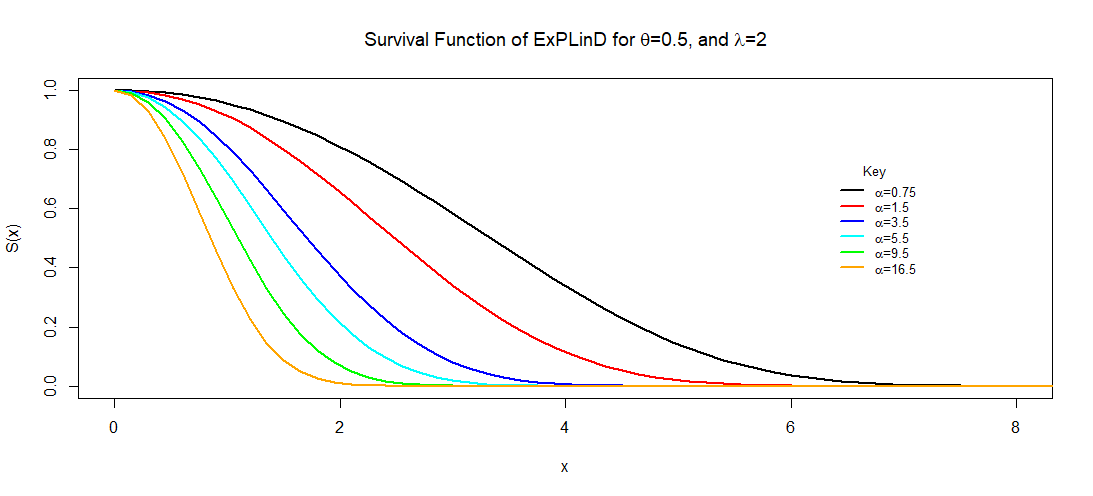 Survival Function of ExPLinD for θ=0.5, and λ=2
S(x)
1.0
0.8
0.6
0.4
0.2
0.0
Key
α=0.75
α=1.5
α=3.5
α=5.5
α=9.5
α=16.5
0 2 4 6 8
x